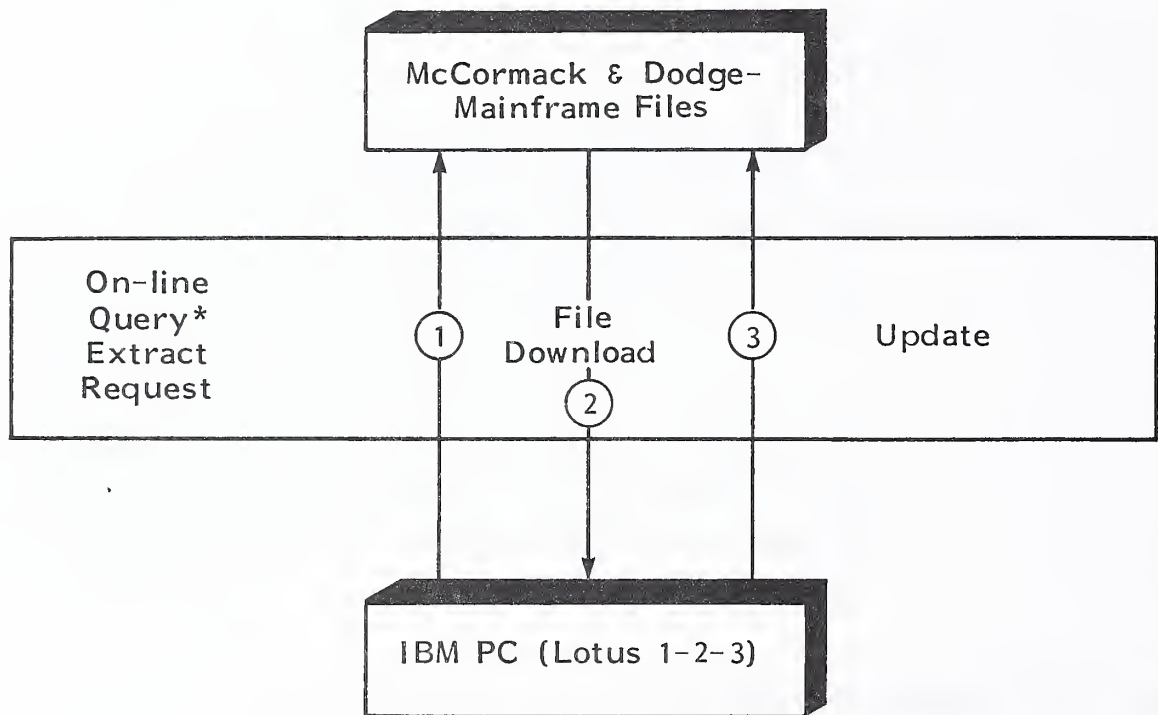 McCormack & Dodge-
Mainframe Files
On-line
Query*
Extract
Request
1
File
Download
2
3
Update
IBM PC (Lotus 1-2-3)